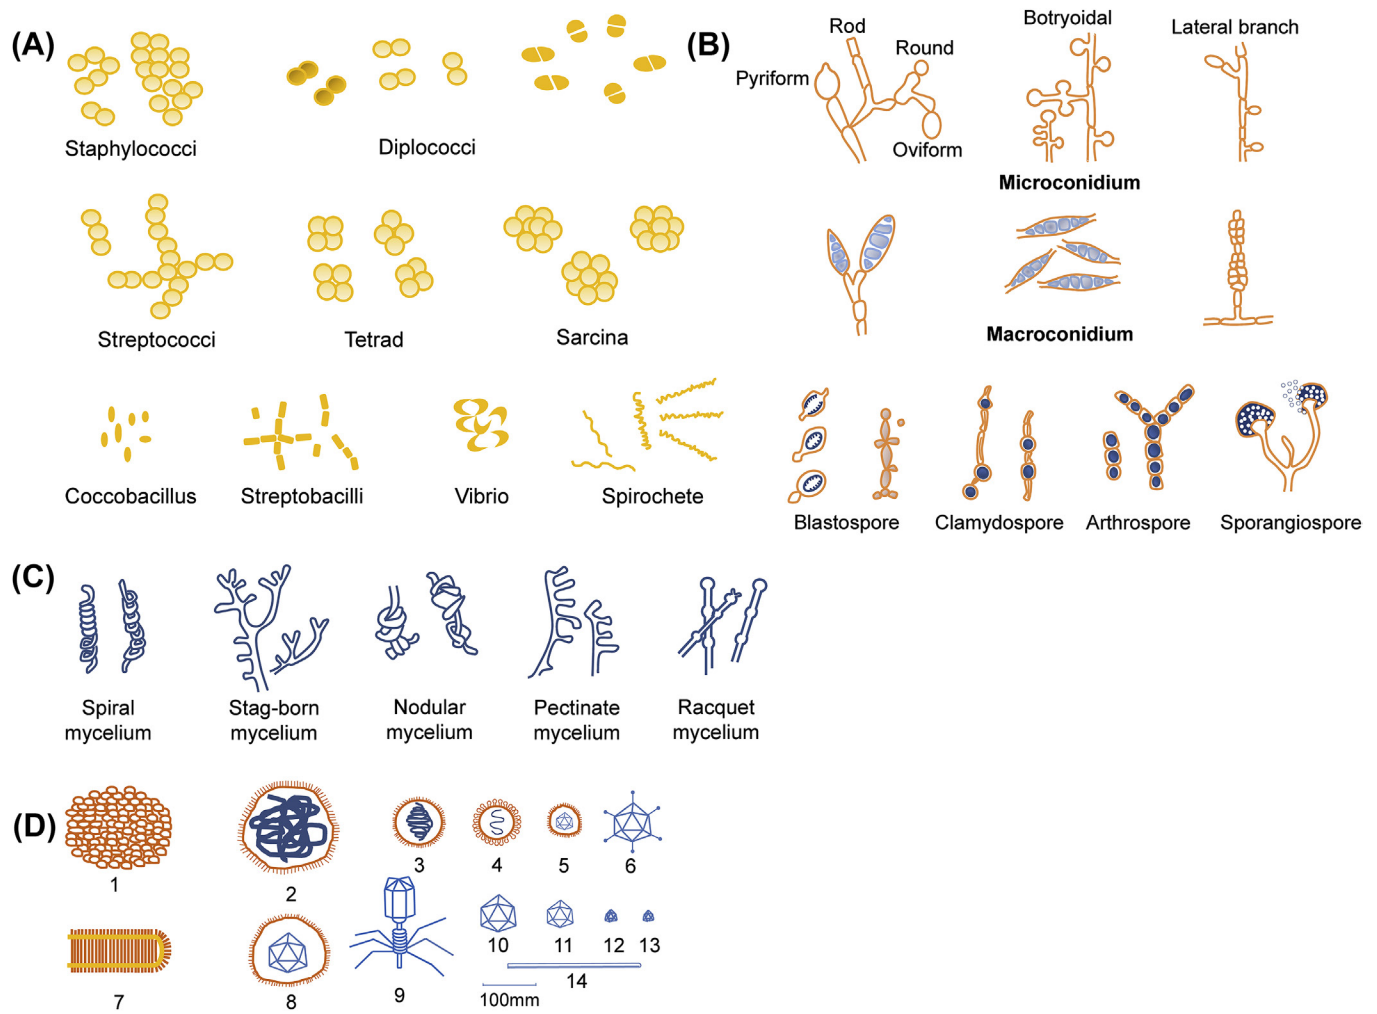 (A)
Staphylococci
Diplococci
Streptococci
Tetrad
Sarcina
Coccobacillus
Streptobacilli
Vibrio
Spirochete
(B)
Rod
Botryoidal
Lateral branch
Round
Pyriform
Oviform
Microconidium
Macroconidium
Blastospore
Clamydospore
Arthrospore
Sporangiospore
(C)
Spiral
mycelium
Stag-born
mycelium
Nodular
mycelium
Pectinate
mycelium
Racquet
mycelium
(D)
1
2
3
4
5
6
7
8
9
10
11
12
13
14
100mm